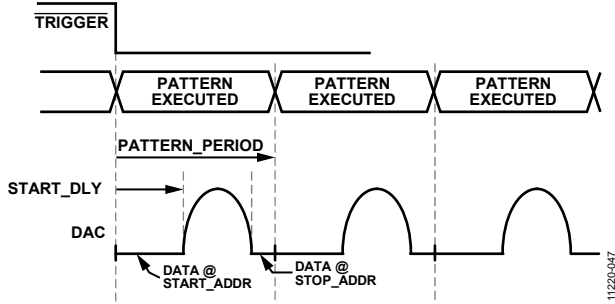 TRIGGER
PATTERN
EXECUTED
PATTERN
EXECUTED
PATTERN
EXECUTED
PATTERN_PERIOD
START_DLY
DAC
DATA @
START_ADDR
DATA @
STOP_ADDR
11220-047